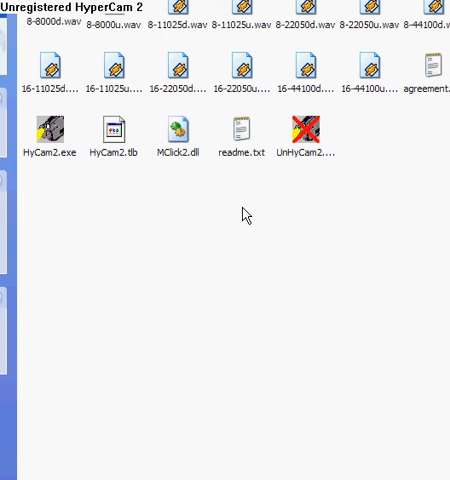 Unregistered HyperCam 2
8-8000d.wav 8-8000u.wav 8-11025d.wav 8-11025u.wav 8-22050d.wav 8-22050u.wav 8-44100d.w
16-11025d.... 16-11025u.... 16-22050d.... 16-22050u.... 16-44100d.... 16-44100u.... agreement.
HyCam2.exe HyCam2.tlb MClick2.dll readme.txt UnHyCam2....